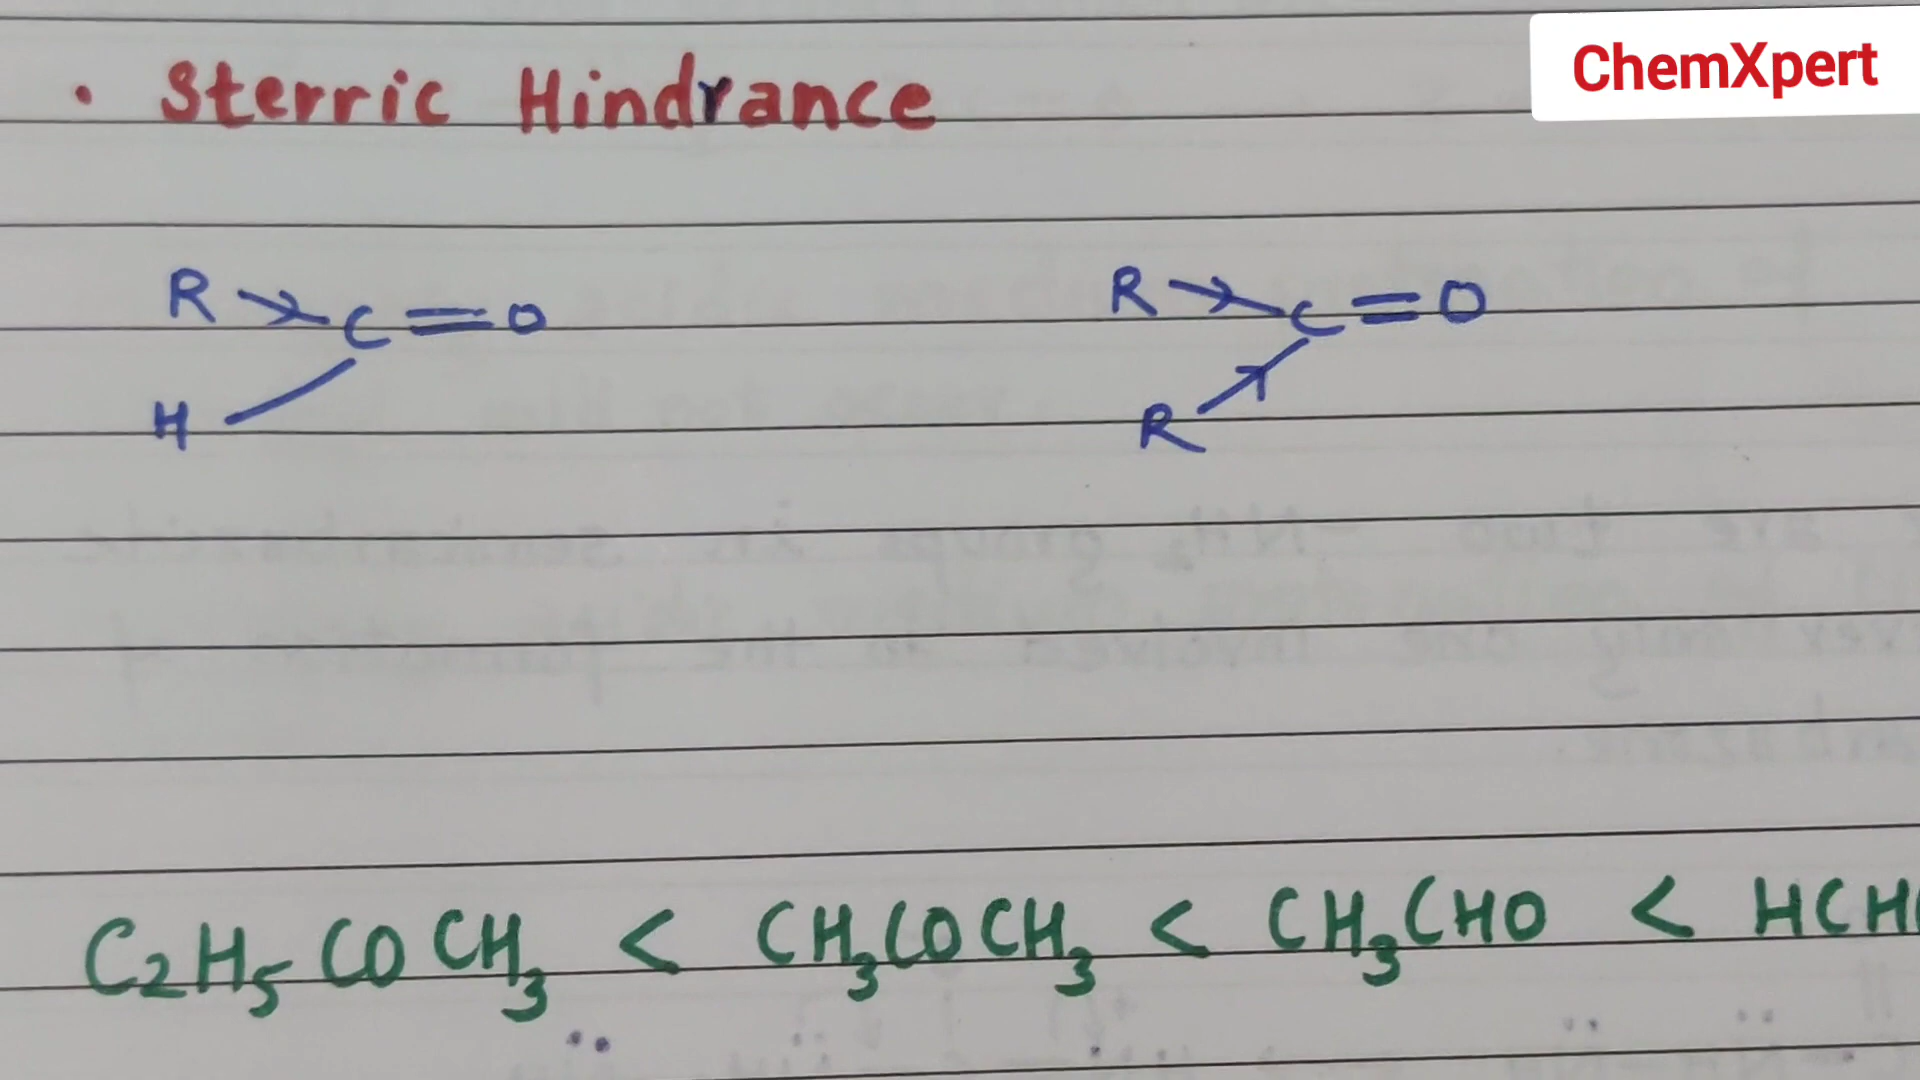 ChemXpert
• Sterric Hindrance
R C=O R C=O
H R
C₂H₅COCH₃ < CH₃COCH₃ < CH₃CHO < HCH